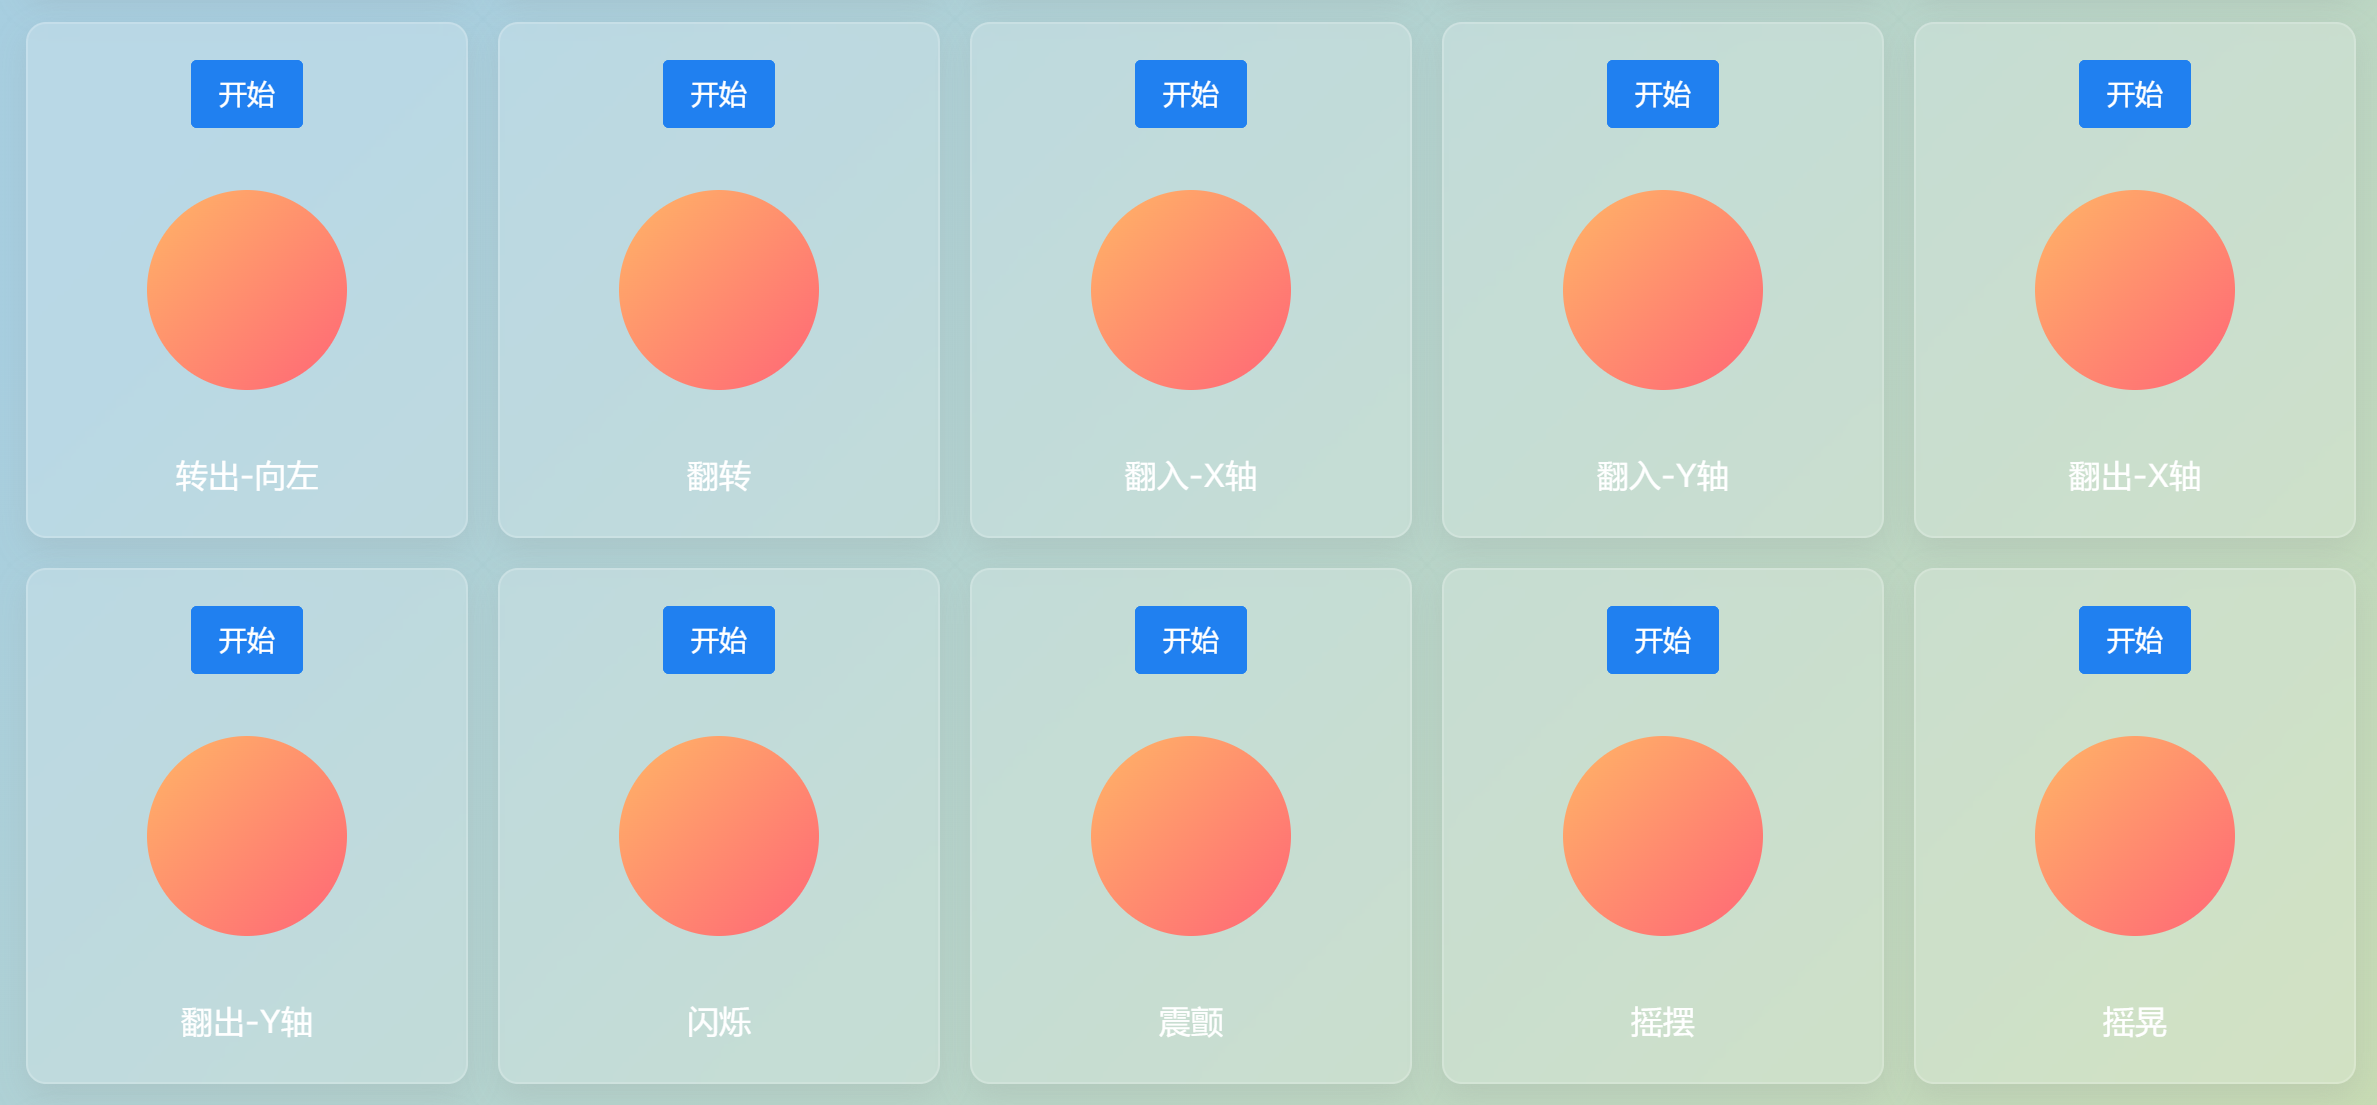 开始
开始
开始
开始
开始
转出-向左
翻转
翻入-X轴
翻入-Y轴
翻出-X轴
开始
开始
开始
开始
开始
翻出-Y轴
闪烁
震颤
摇摆
摇晃